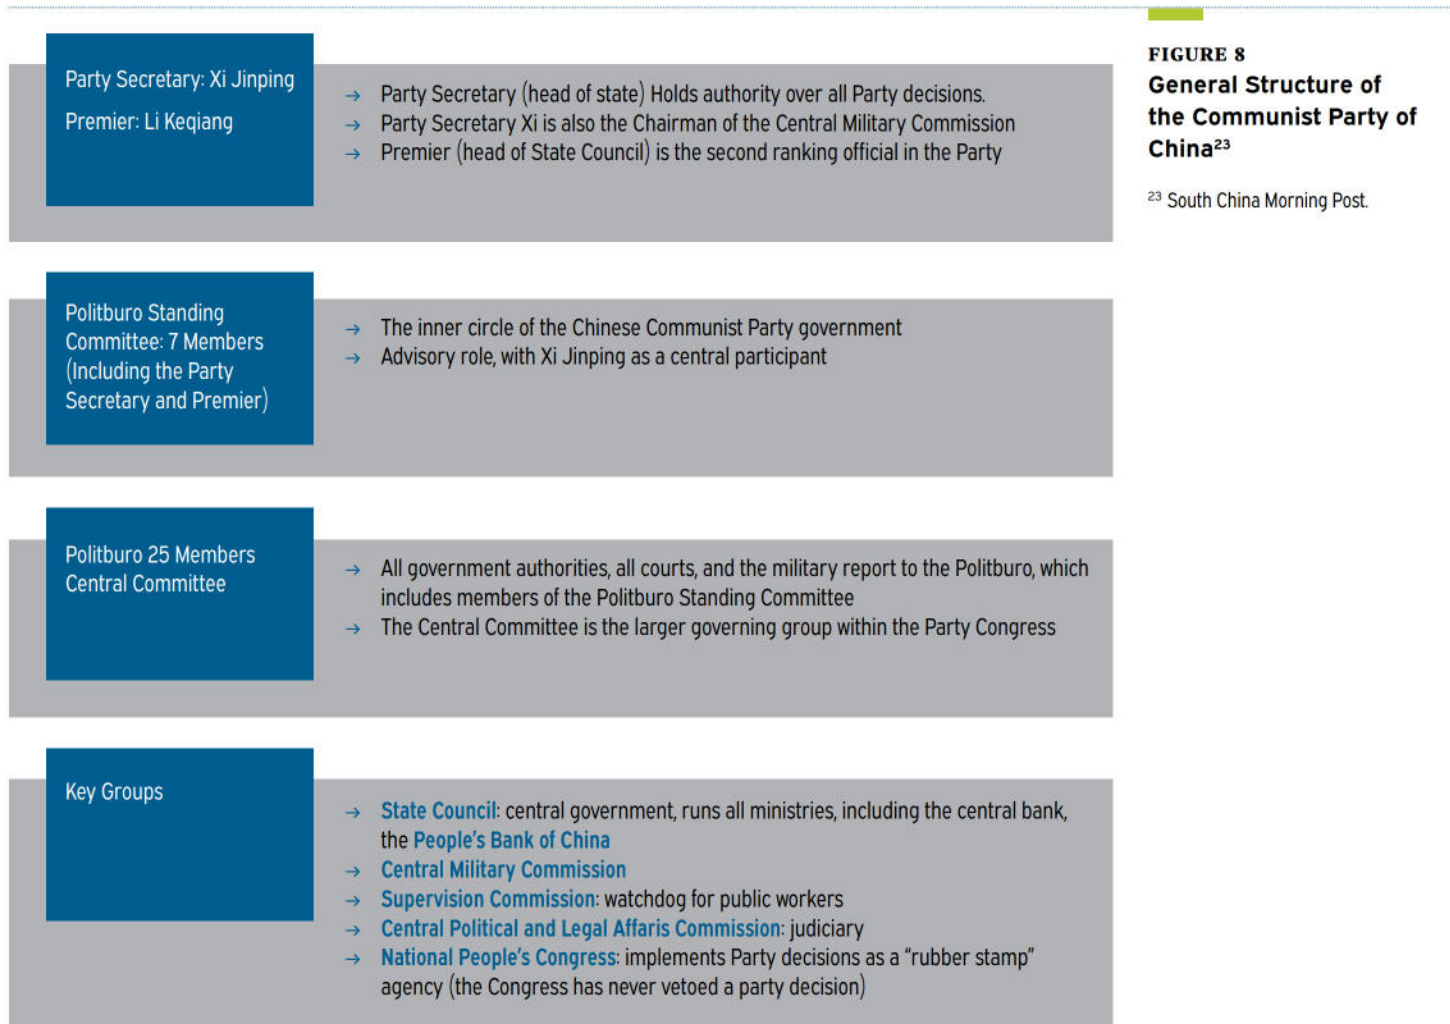 Party Secretary: Xi Jinping
Premier: Li Keqiang
→ Party Secretary (head of state) Holds authority over all Party decisions.
→ Party Secretary Xi is also the Chairman of the Central Military Commission
→ Premier (head of State Council) is the second ranking official in the Party
FIGURE 8
General Structure of
the Communist Party of
China²³
²³ South China Morning Post.
Politburo Standing
Committee: 7 Members
(Including the Party
Secretary and Premier)
→ The inner circle of the Chinese Communist Party government
→ Advisory role, with Xi Jinping as a central participant
Politburo 25 Members
Central Committee
→ All government authorities, all courts, and the military report to the Politburo, which
includes members of the Politburo Standing Committee
→ The Central Committee is the larger governing group within the Party Congress
Key Groups
→ State Council: central government, runs all ministries, including the central bank,
the People's Bank of China
→ Central Military Commission
→ Supervision Commission: watchdog for public workers
→ Central Political and Legal Affaris Commission: judiciary
→ National People's Congress: implements Party decisions as a "rubber stamp"
agency (the Congress has never vetoed a party decision)